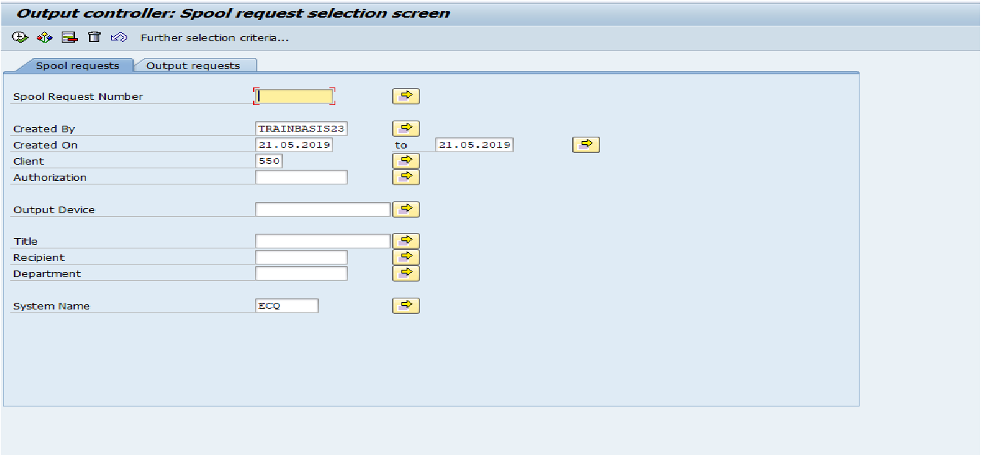 Output controller: Spool request selection screen
Further selection criteria...
Spool requests Output requests
Spool Request Number
Created By TRAINBASIS23
Created On 21.05.2019 to 21.05.2019
Client 550
Authorization
Output Device
Title
Recipient
Department
System Name ECQ